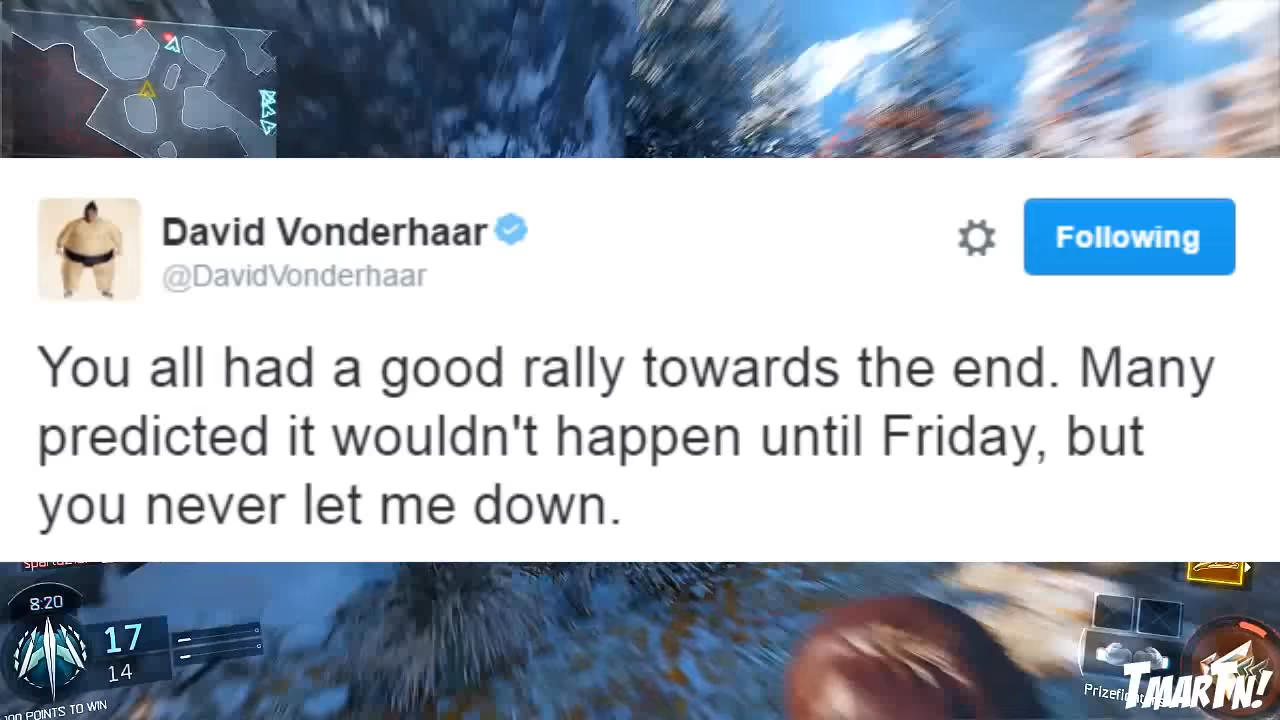 David Vonderhaar
@DavidVonderhaar
Following
You all had a good rally towards the end. Many
predicted it wouldn't happen until Friday, but
you never let me down.
8:20
17
14
100 POINTS TO WIN
TMARTN!